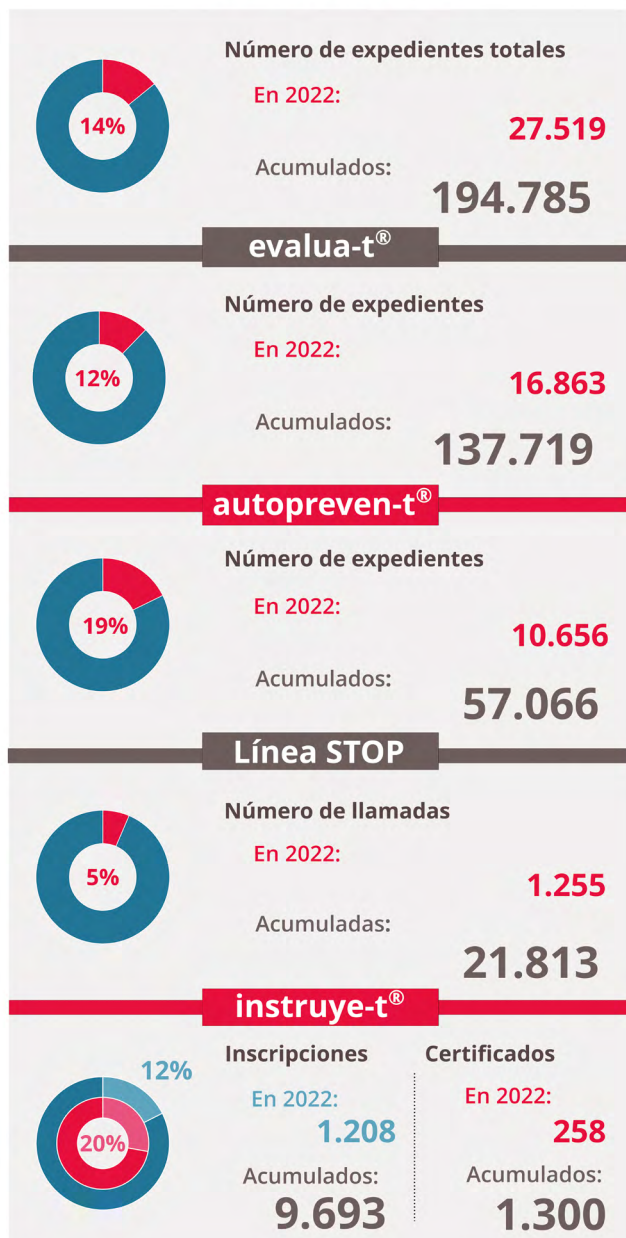 Número de expedientes totales
14%
En 2022:
27.519
Acumulados:
194.785
evalua-t®
Número de expedientes
12%
En 2022:
16.863
Acumulados:
137.719
autopreven-t®
Número de expedientes
19%
En 2022:
10.656
Acumulados:
57.066
Línea STOP
Número de llamadas
5%
En 2022:
1.255
Acumuladas:
21.813
instruye-t®
12%
20%
Inscripciones
En 2022:
1.208
Acumulados:
9.693
Certificados
En 2022:
258
Acumulados:
1.300